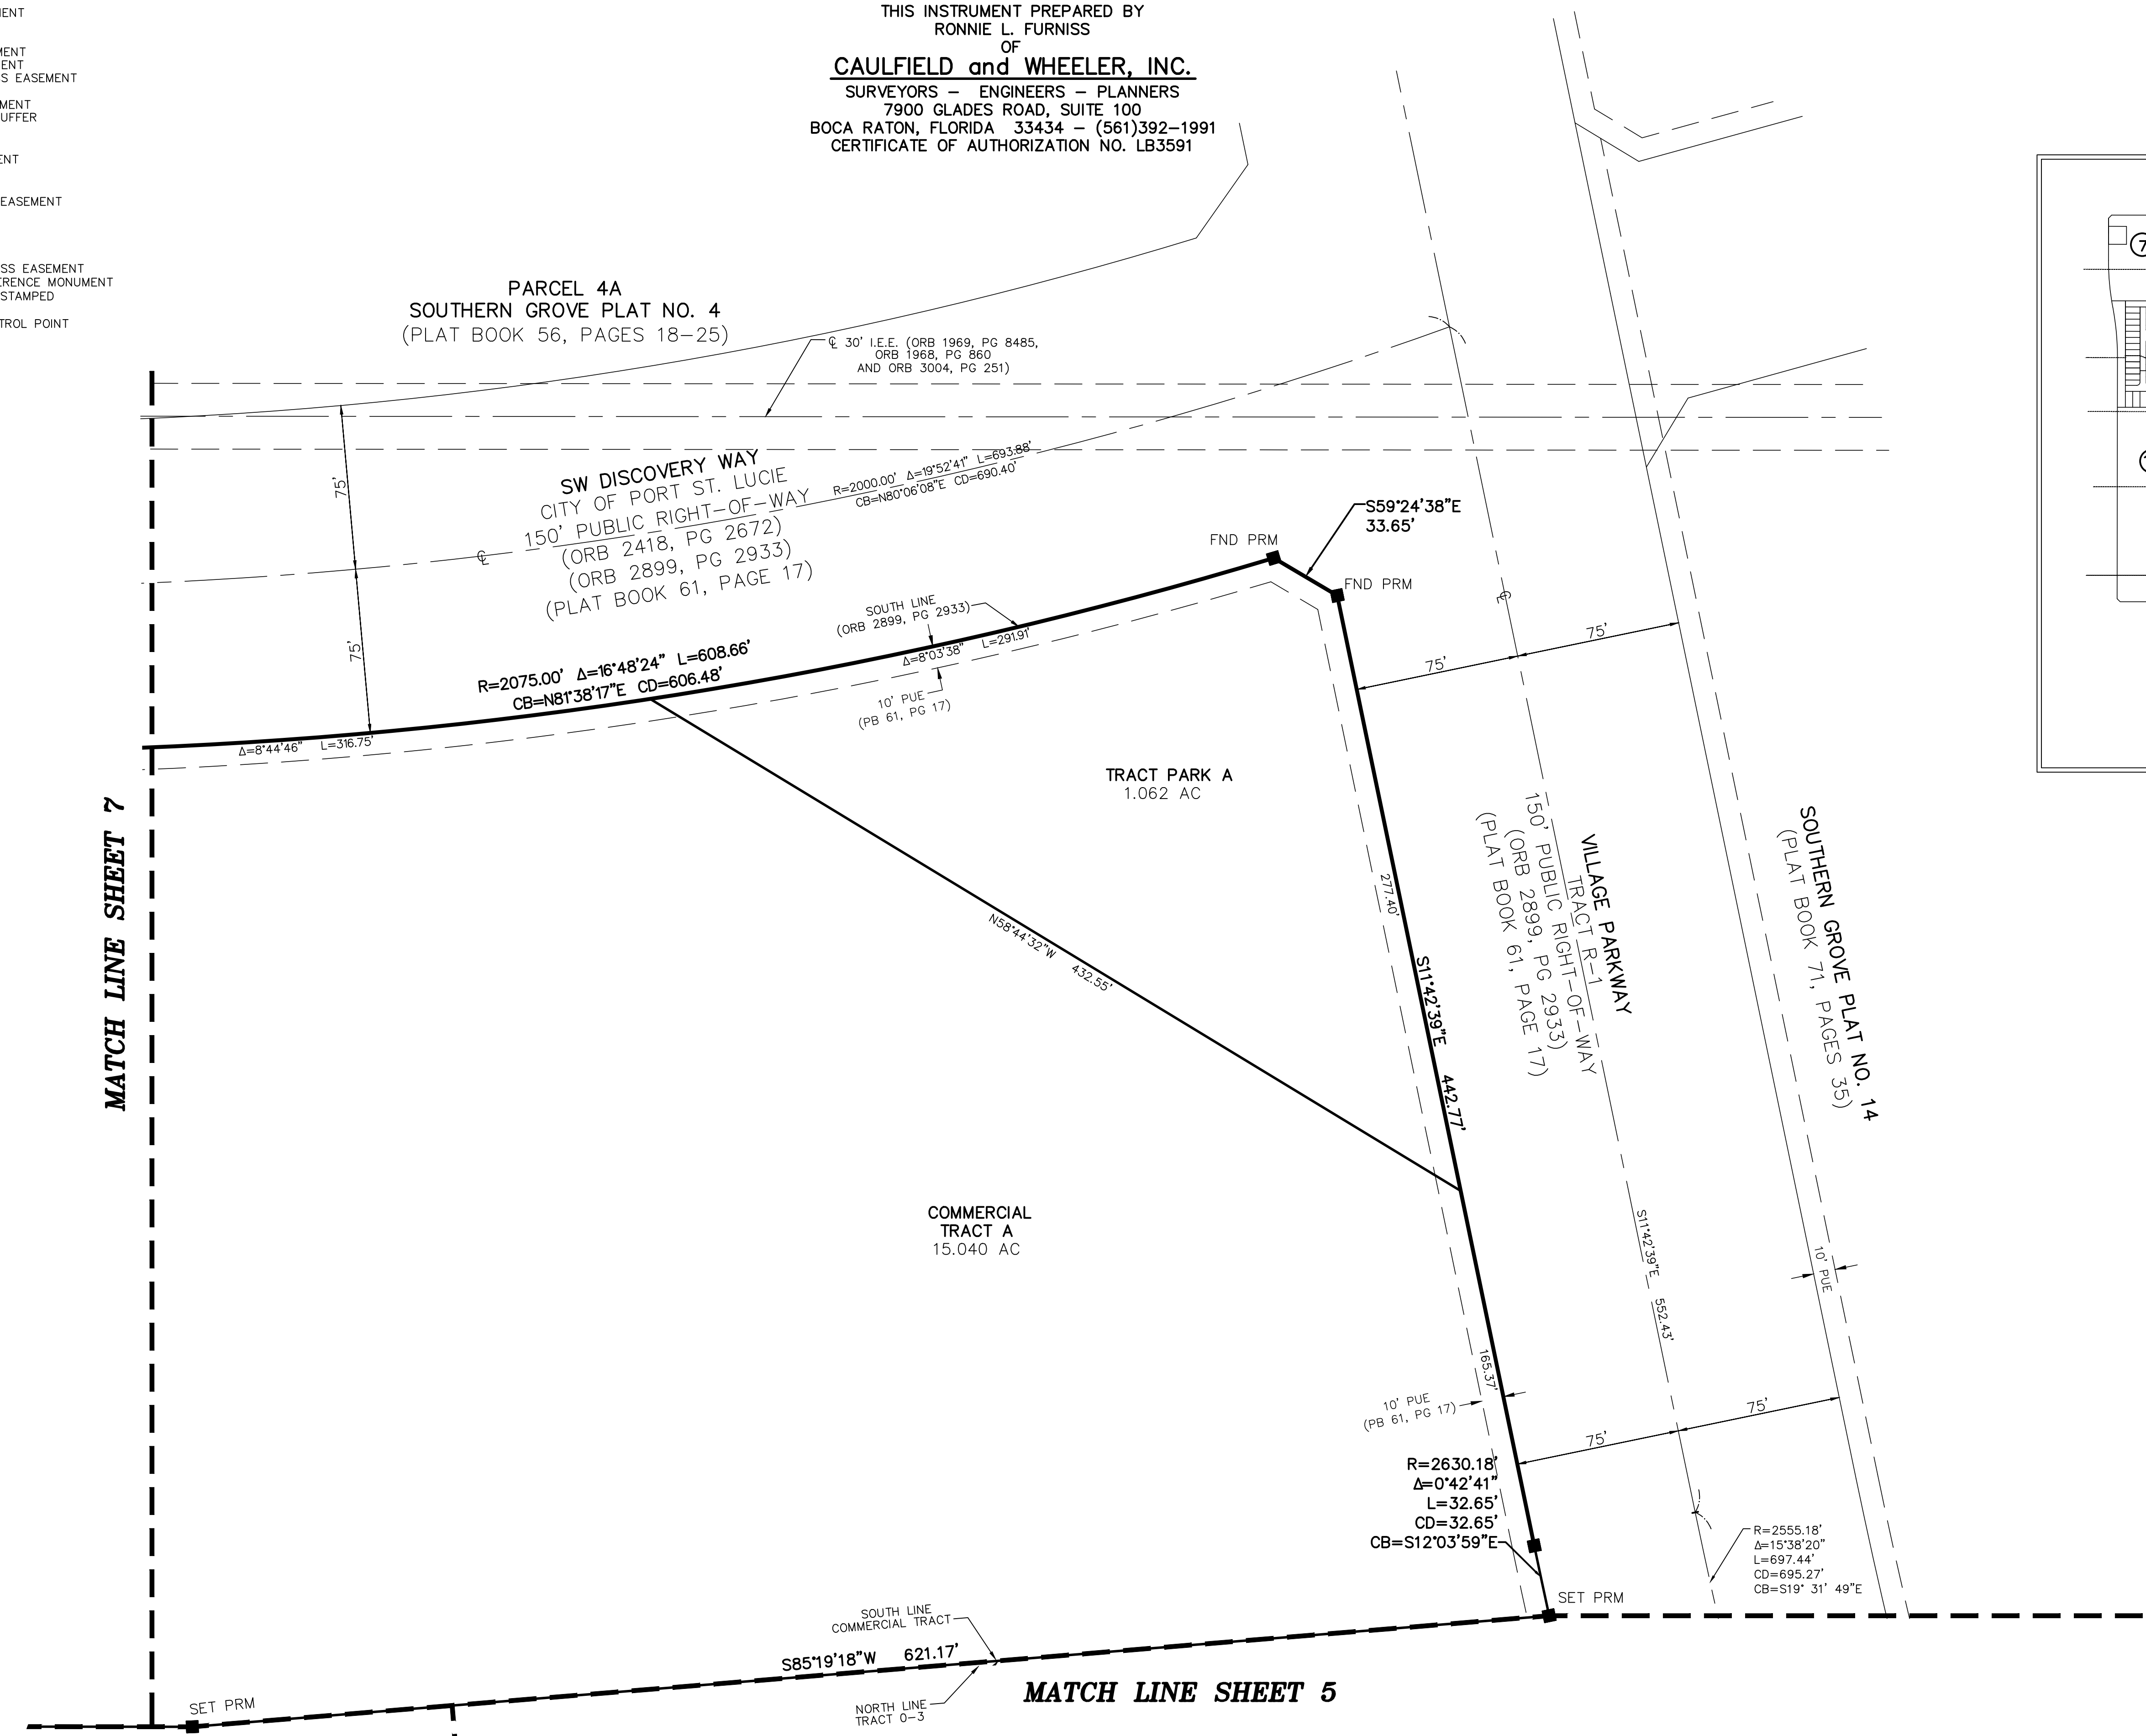 THIS INSTRUMENT PREPARED BY
RONNIE L. FURNISS
OF
CAULFIELD and WHEELER, INC.
SURVEYORS - ENGINEERS - PLANNERS
7900 GLADES ROAD, SUITE 100
BOCA RATON, FLORIDA 33434 - (561)392-1991
CERTIFICATE OF AUTHORIZATION NO. LB3591
S EASEMENT
EASEMENT
SS EASEMENT
MONUMENT
STAMPED
POINT
PARCEL 4A
SOUTHERN GROVE PLAT NO. 4
(PLAT BOOK 56, PAGES 18-25)
℄ 30' I.E.E. (ORB 1969, PG 8485,
ORB 1968, PG 860
AND ORB 3004, PG 251)
75'
75'
SW DISCOVERY WAY
CITY OF PORT ST. LUCIE
150' PUBLIC RIGHT-OF-WAY
(ORB 2418, PG 2672)
(ORB 2899, PG 2933)
(PLAT BOOK 61, PAGE 17)
℄
R=2000.00' Δ=19°52'41" L=693.88'
CB=N80°06'08"E CD=690.40'
S59°24'38"E
33.65'
FND PRM
FND PRM
SOUTH LINE
(ORB 2899, PG 2933)
Δ=8°03'38" L=291.91'
R=2075.00' Δ=16°48'24" L=608.66'
CB=N81°38'17"E CD=606.48'
10' PUE
(PB 61, PG 17)
Δ=8°44'46" L=316.75'
℄
75'
75'
TRACT PARK A
1.062 AC
MATCH LINE SHEET 7
N58°44'32"W 432.55'
277.40'
S11°42'39"E 442.77'
VILLAGE PARKWAY
TRACT R-1
150' PUBLIC RIGHT-OF-WAY
(ORB 2899, PG 2933)
(PLAT BOOK 61, PAGE 17)
SOUTHERN GROVE PLAT NO. 14
(PLAT BOOK 71, PAGES 35)
COMMERCIAL
TRACT A
15.040 AC
S11°42'39"E 552.43'
10' PUE
165.37'
10' PUE
(PB 61, PG 17)
75'
75'
R=2630.18'
Δ=0°42'41"
L=32.65'
CD=32.65'
CB=S12°03'59"E
R=2555.18'
Δ=15°38'20"
L=697.44'
CD=695.27'
CB=S19° 31' 49"E
SET PRM
SOUTH LINE
COMMERCIAL TRACT
S85°19'18"W 621.17'
MATCH LINE SHEET 5
NORTH LINE
TRACT O-3
SET PRM